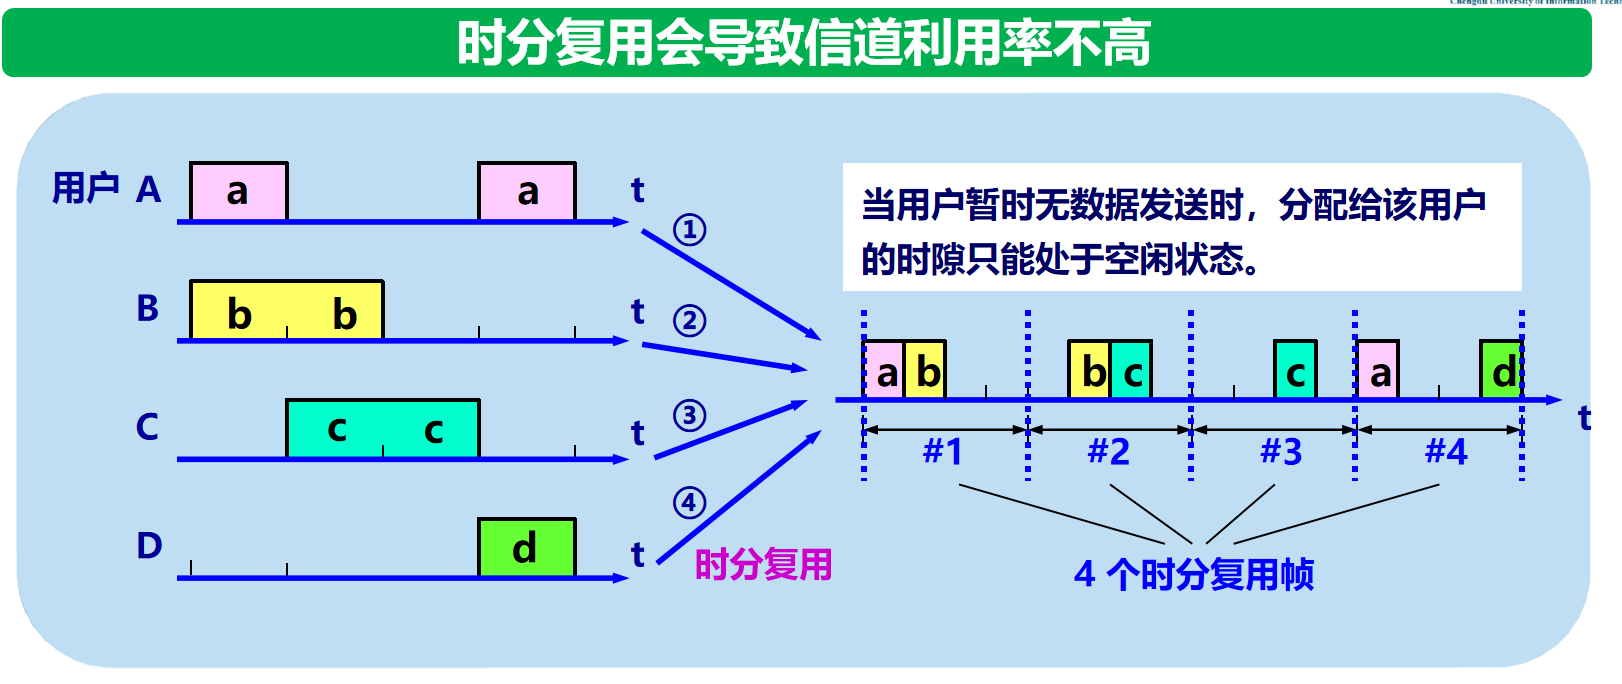 Chengdu University of Information Techn
时分复用会导致信道利用率不高
用户 A a a t
①
当用户暂时无数据发送时，分配给该用户
的时隙只能处于空闲状态。
B b b t
②
a b b c c a d
t
C c c t
③
#1 #2 #3 #4
④
D d t
时分复用
4 个时分复用帧